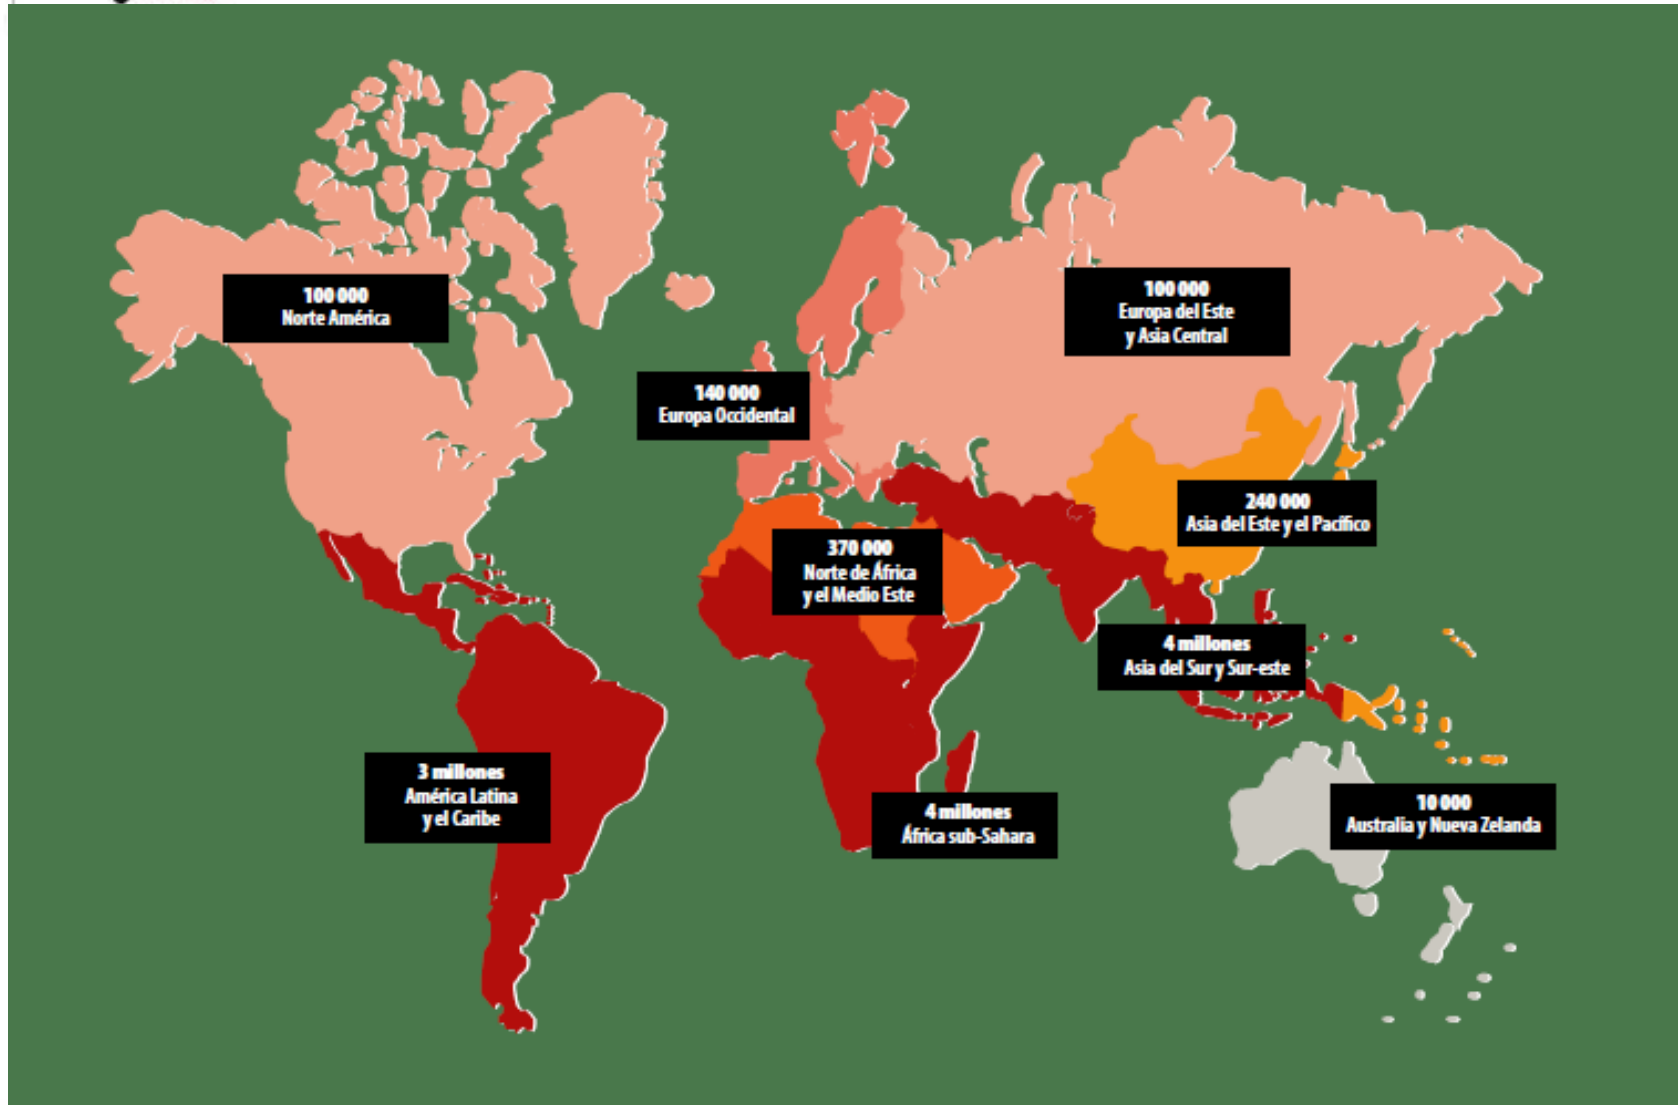 100 000
Norte América
100 000
Europa del Este
y Asia Central
140 000
Europa Occidental
240 000
Asia del Este y el Pacífico
370 000
Norte de África
y el Medio Este
4 millones
Asia del Sur y Sur-este
3 millones
América Latina
y el Caribe
4 millones
África sub-Sahara
10 000
Australia y Nueva Zelanda